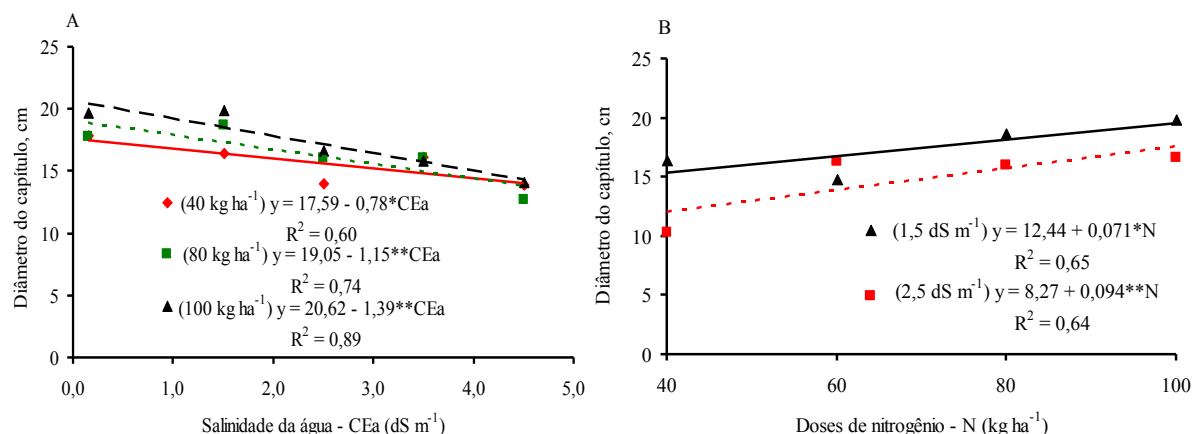 A
Diâmetro do capítulo, cm
25
20
15
10
5
0
(40 kg ha⁻¹) y = 17,59 - 0,78*CEa
R² = 0,60
(80 kg ha⁻¹) y = 19,05 - 1,15**CEa
R² = 0,74
(100 kg ha⁻¹) y = 20,62 - 1,39**CEa
R² = 0,89
0,0 1,0 2,0 3,0 4,0 5,0
Salinidade da água - CEa (dS m⁻¹)
B
Diâmetro do capítulo, cn
25
20
15
10
5
0
(1,5 dS m⁻¹) y = 12,44 + 0,071*N
R² = 0,65
(2,5 dS m⁻¹) y = 8,27 + 0,094**N
R² = 0,64
40 60 80 100
Doses de nitrogênio - N (kg ha⁻¹)